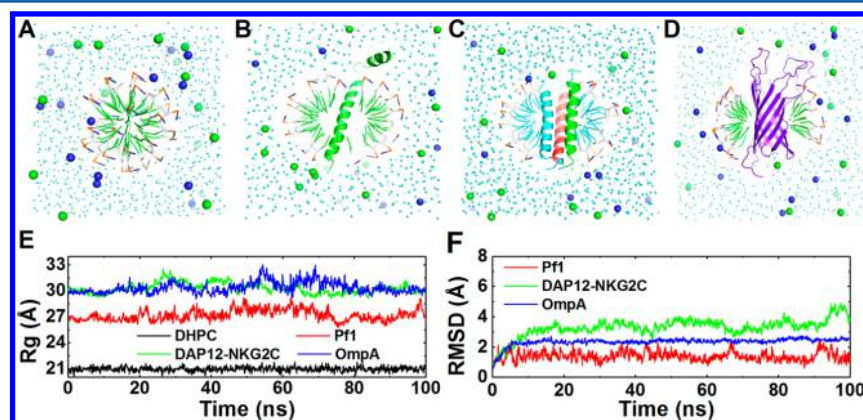 A B C D
E
33
30
27
24
21
Rg (Å)
DHPC Pf1
DAP12-NKG2C OmpA
0 20 40 60 80 100
Time (ns)
F
8
6
4
2
0
RMSD (Å)
Pf1
DAP12-NKG2C
OmpA
0 20 40 60 80 100
Time (ns)